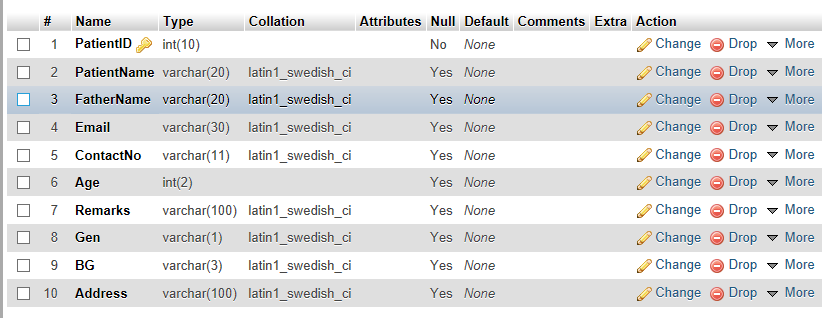 # Name Type Collation Attributes Null Default Comments Extra Action
1 PatientID int(10) No None Change Drop More
2 PatientName varchar(20) latin1_swedish_ci Yes None Change Drop More
3 FatherName varchar(20) latin1_swedish_ci Yes None Change Drop More
4 Email varchar(30) latin1_swedish_ci Yes None Change Drop More
5 ContactNo varchar(11) latin1_swedish_ci Yes None Change Drop More
6 Age int(2) Yes None Change Drop More
7 Remarks varchar(100) latin1_swedish_ci Yes None Change Drop More
8 Gen varchar(1) latin1_swedish_ci Yes None Change Drop More
9 BG varchar(3) latin1_swedish_ci Yes None Change Drop More
10 Address varchar(100) latin1_swedish_ci Yes None Change Drop More